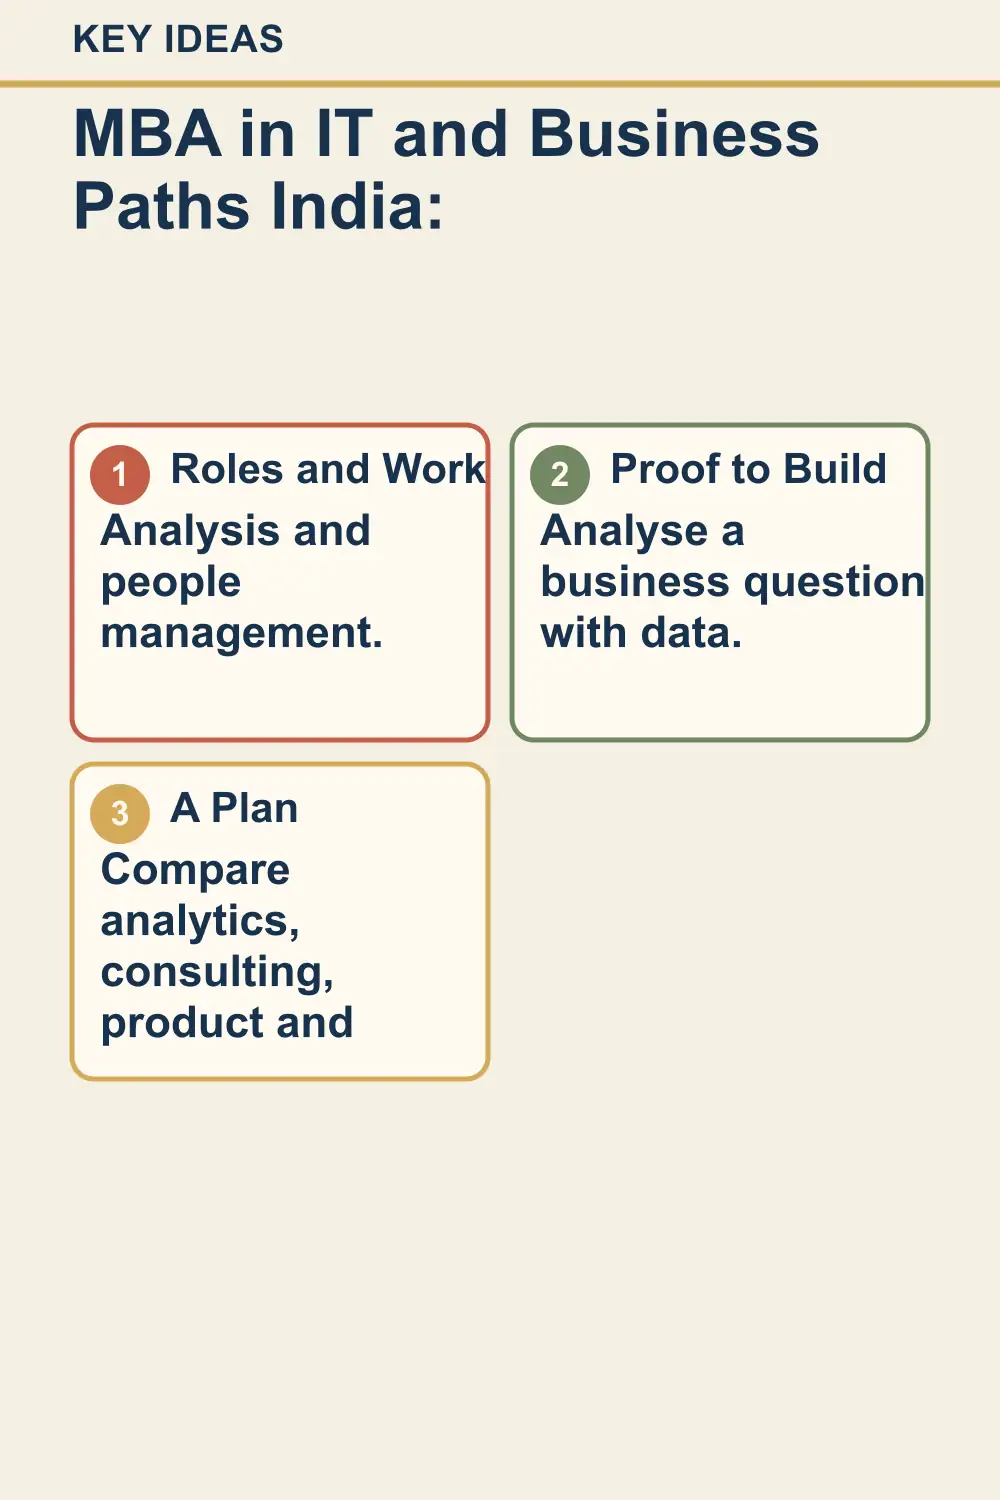 KEY IDEAS
MBA in IT and Business
Paths India:
1 Roles and Work
Analysis and
people
management.
2 Proof to Build
Analyse a
business question
with data.
3 A Plan
Compare
analytics,
consulting,
product and